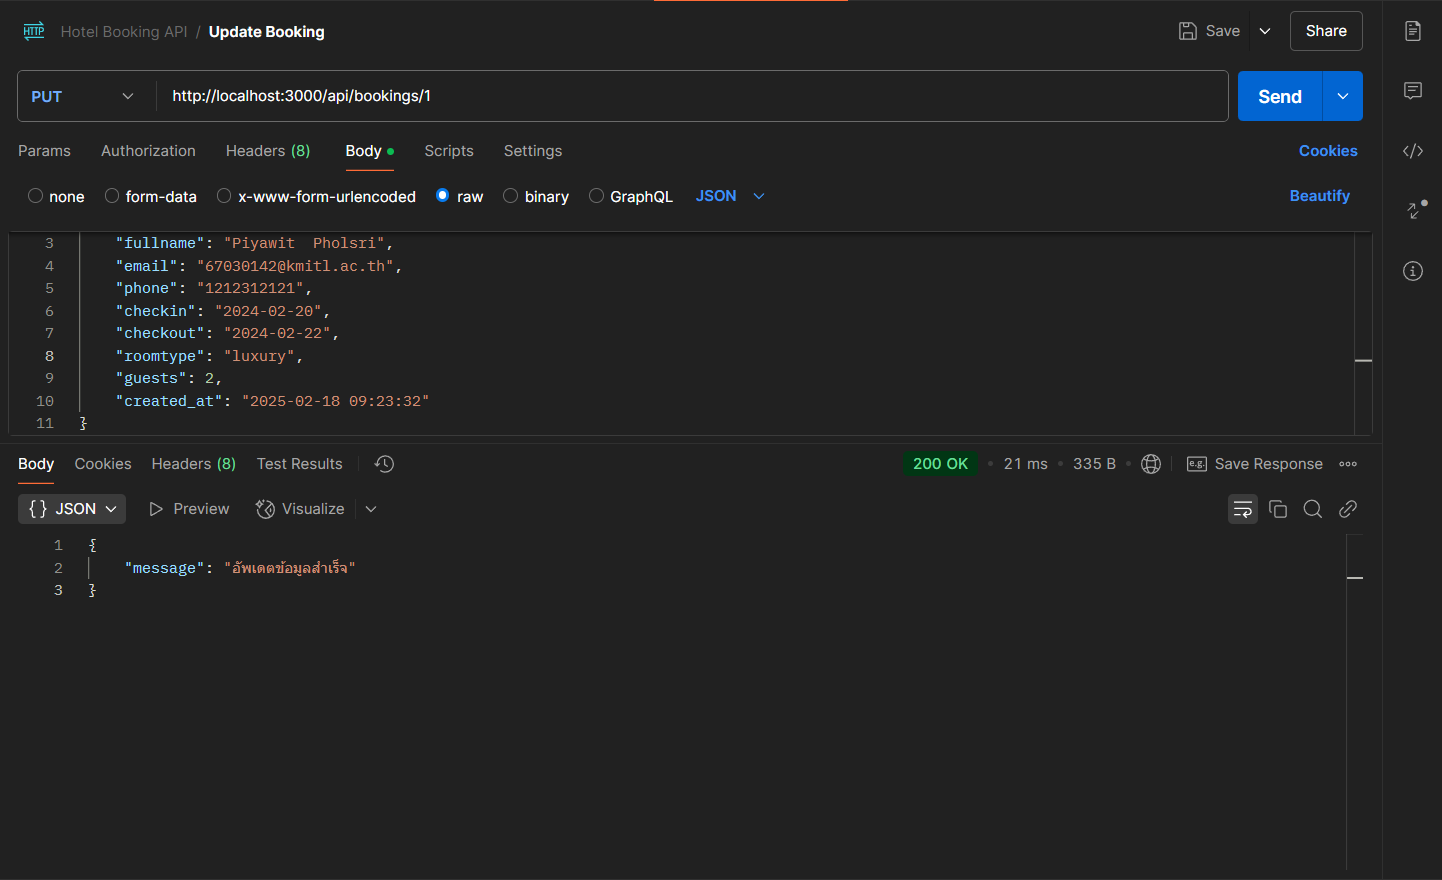 HTTP Hotel Booking API / Update Booking Save Share
PUT http://localhost:3000/api/bookings/1 Send
Params Authorization Headers (8) Body Scripts Settings Cookies
none form-data x-www-form-urlencoded raw binary GraphQL JSON Beautify
3 "fullname": "Piyawit  Pholsri",
4 "email": "67030142@kmitl.ac.th",
5 "phone": "1212312121",
6 "checkin": "2024-02-20",
7 "checkout": "2024-02-22",
8 "roomtype": "luxury",
9 "guests": 2,
10 "created_at": "2025-02-18 09:23:32"
11 }
Body Cookies Headers (8) Test Results 200 OK 21 ms 335 B e.g. Save Response
{} JSON Preview Visualize
1 {
2 "message": "อัพเดตข้อมูลสำเร็จ"
3 }